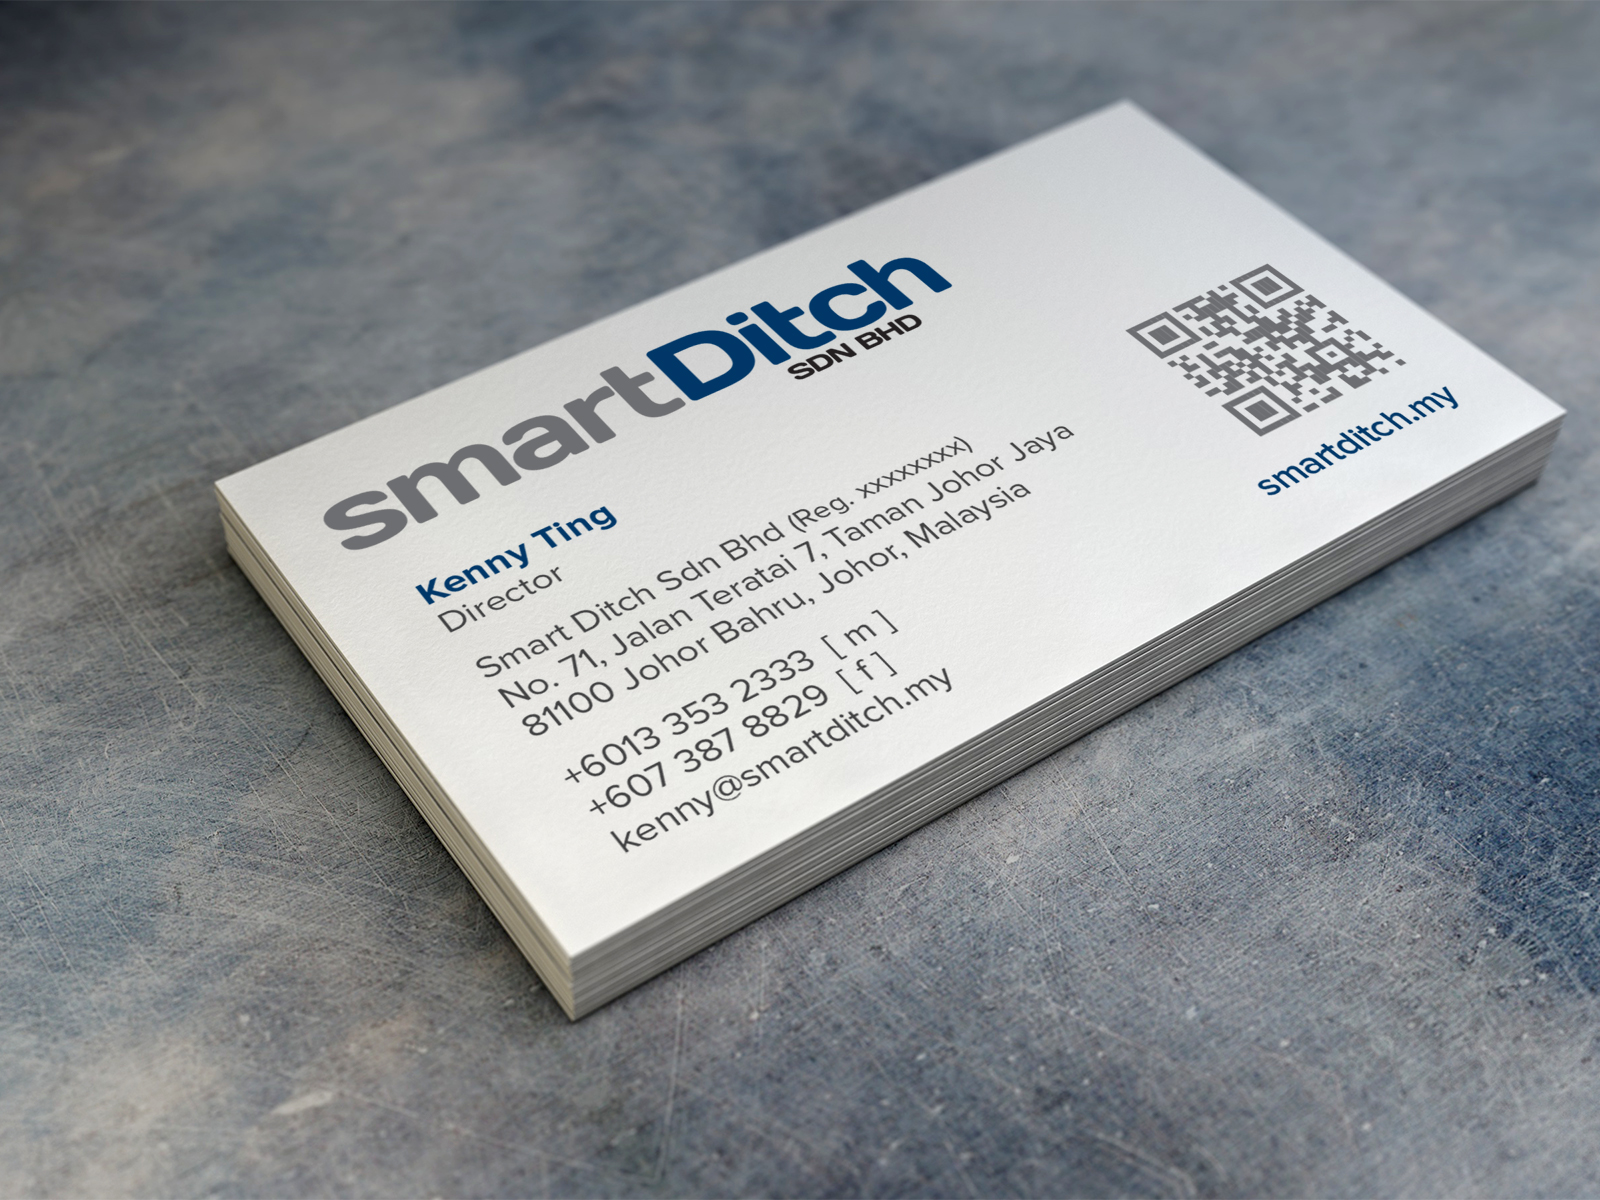 smartDitch
SDN BHD
Kenny Ting
Director
Smart Ditch Sdn Bhd (Reg. xxxxxxxx)
No. 71, Jalan Teratai 7, Taman Johor Jaya
81100 Johor Bahru, Johor, Malaysia
+6013 353 2333 [ m ]
+607 387 8829 [ f ]
kenny@smartditch.my
smartditch.my